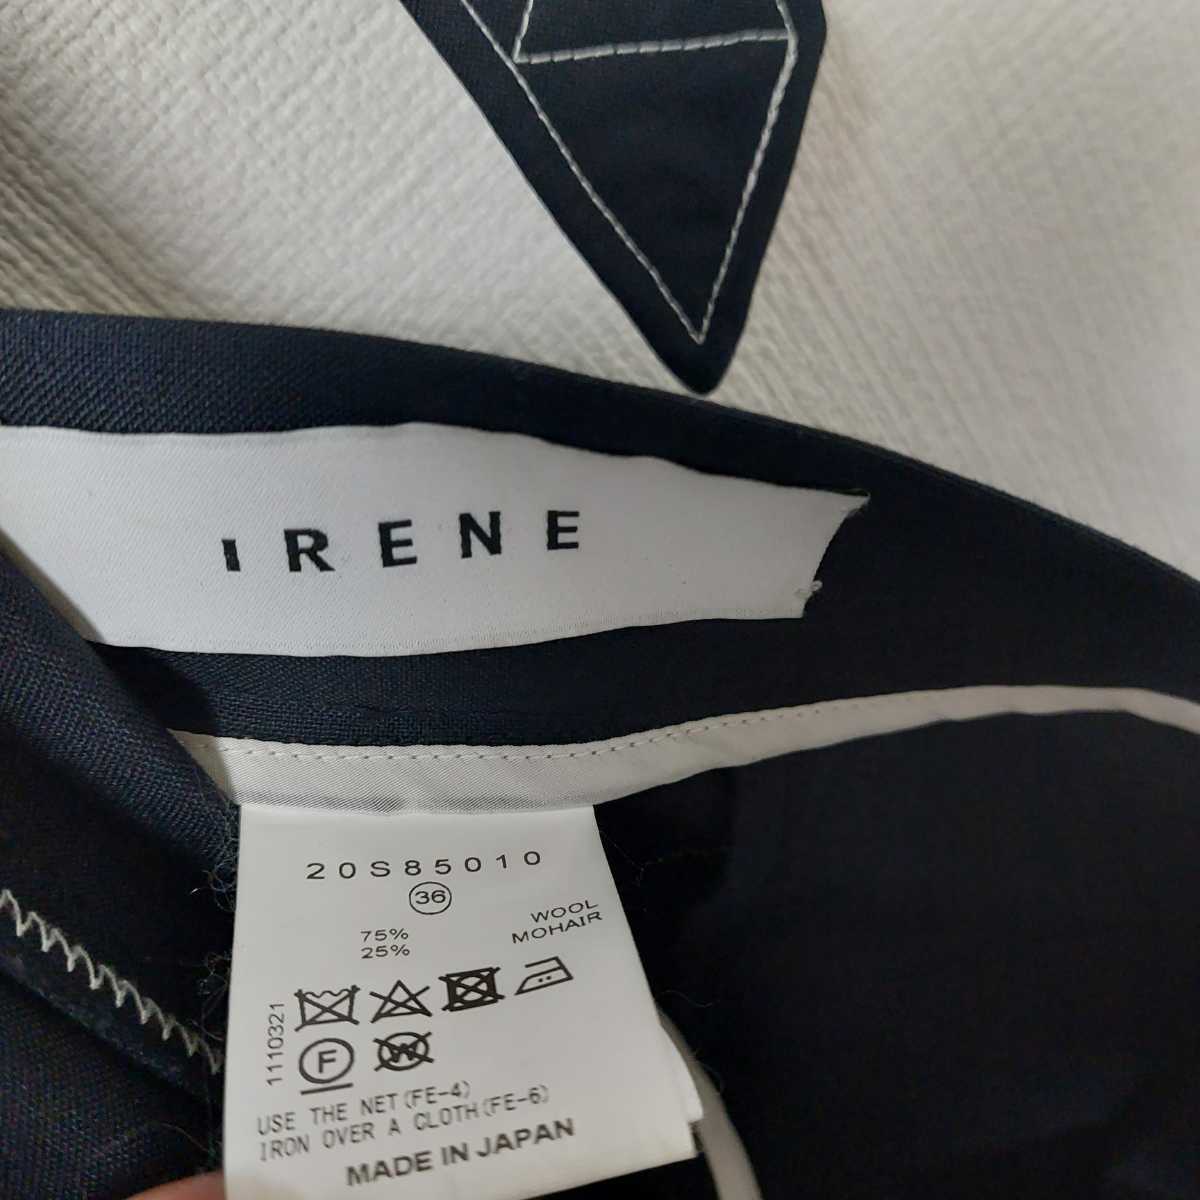 IRENE
20S85010
36
75% WOOL
25% MOHAIR
1110321
F
W
USE THE NET(FE-4)
IRON OVER A CLOTH(FE-6)
MADE IN JAPAN